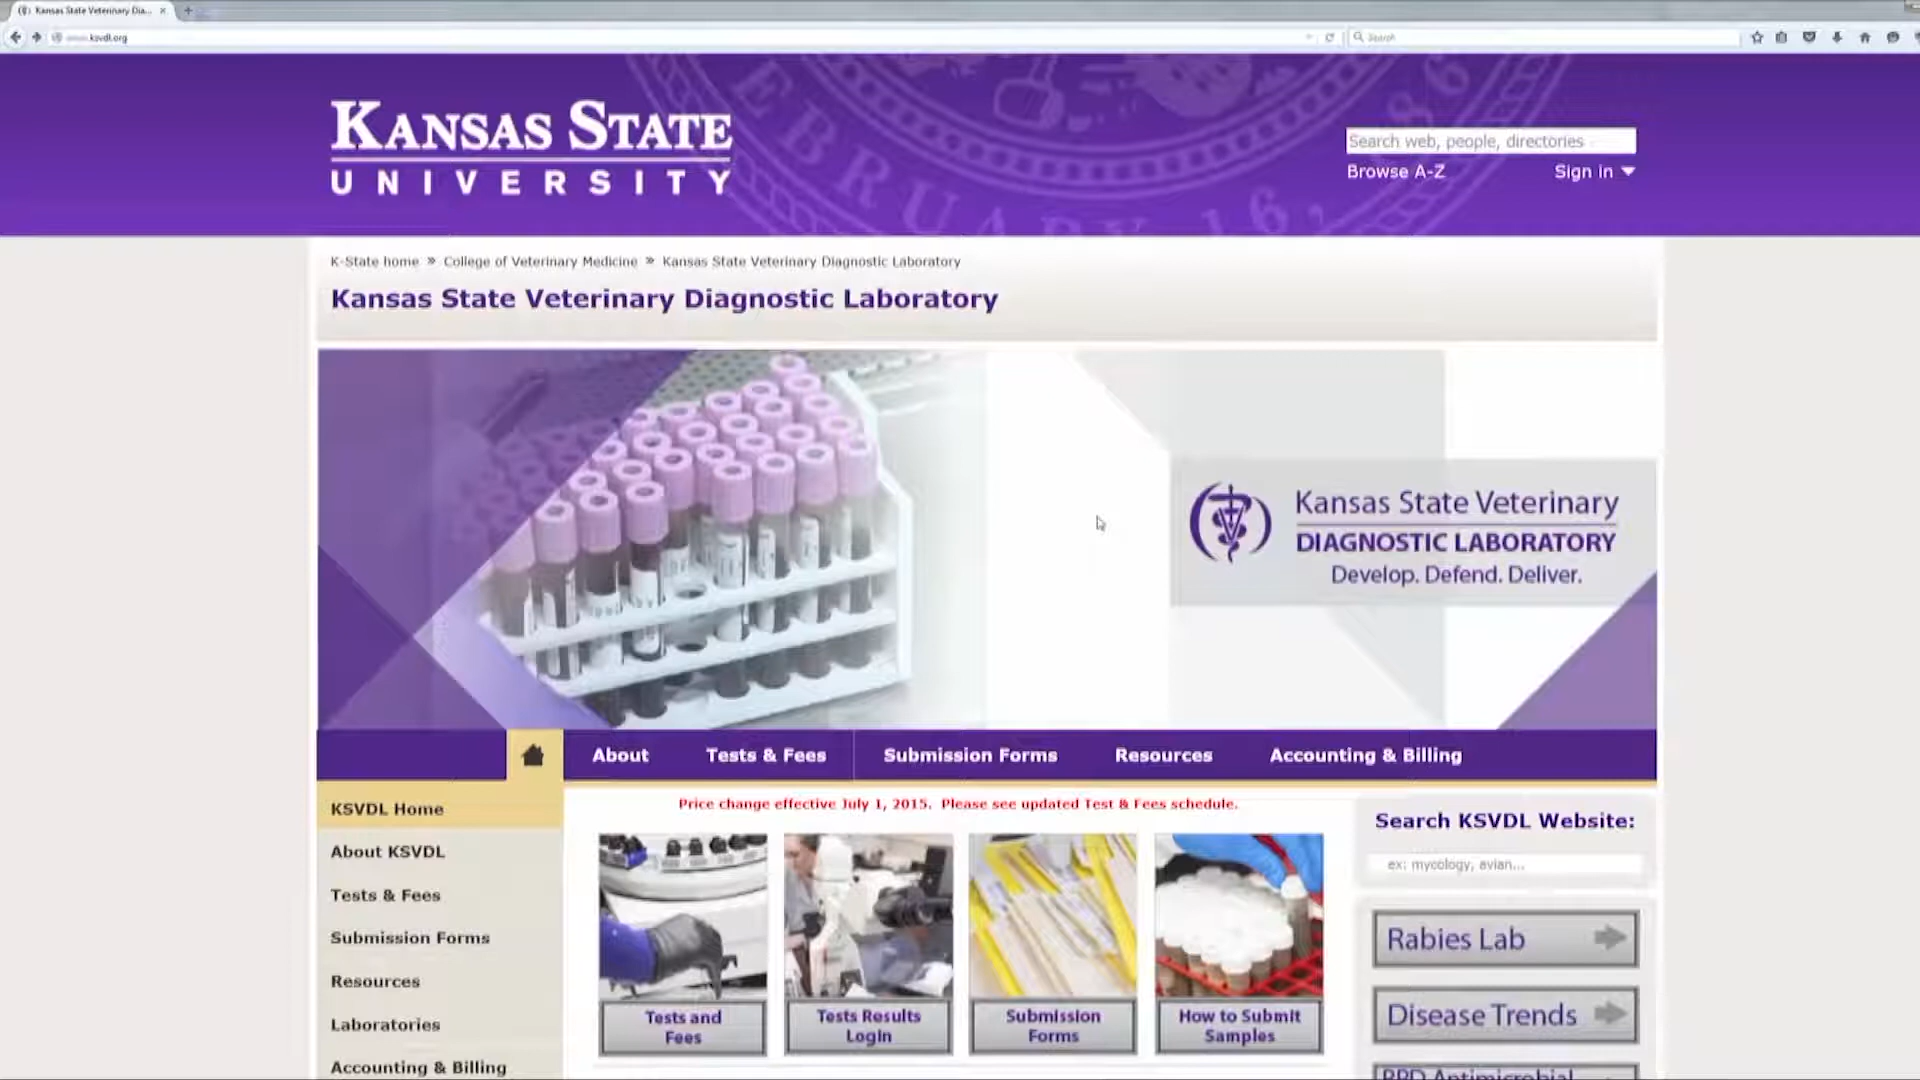 Kansas State Veterinary Dia...
ksvdl.org
Search
FEBRUARY 16, 186
KANSAS STATE
UNIVERSITY
Search web, people, directories
Browse A-Z
Sign in
K-State home » College of Veterinary Medicine » Kansas State Veterinary Diagnostic Laboratory
Kansas State Veterinary Diagnostic Laboratory
Kansas State Veterinary
DIAGNOSTIC LABORATORY
Develop. Defend. Deliver.
About
Tests & Fees
Submission Forms
Resources
Accounting & Billing
KSVDL Home
About KSVDL
Tests & Fees
Submission Forms
Resources
Laboratories
Accounting & Billing
Price change effective July 1, 2015. Please see updated Test & Fees schedule.
Tests and
Fees
Tests Results
Login
Submission
Forms
How to Submit
Samples
Search KSVDL Website:
ex: mycology, avian...
Rabies Lab
Disease Trends